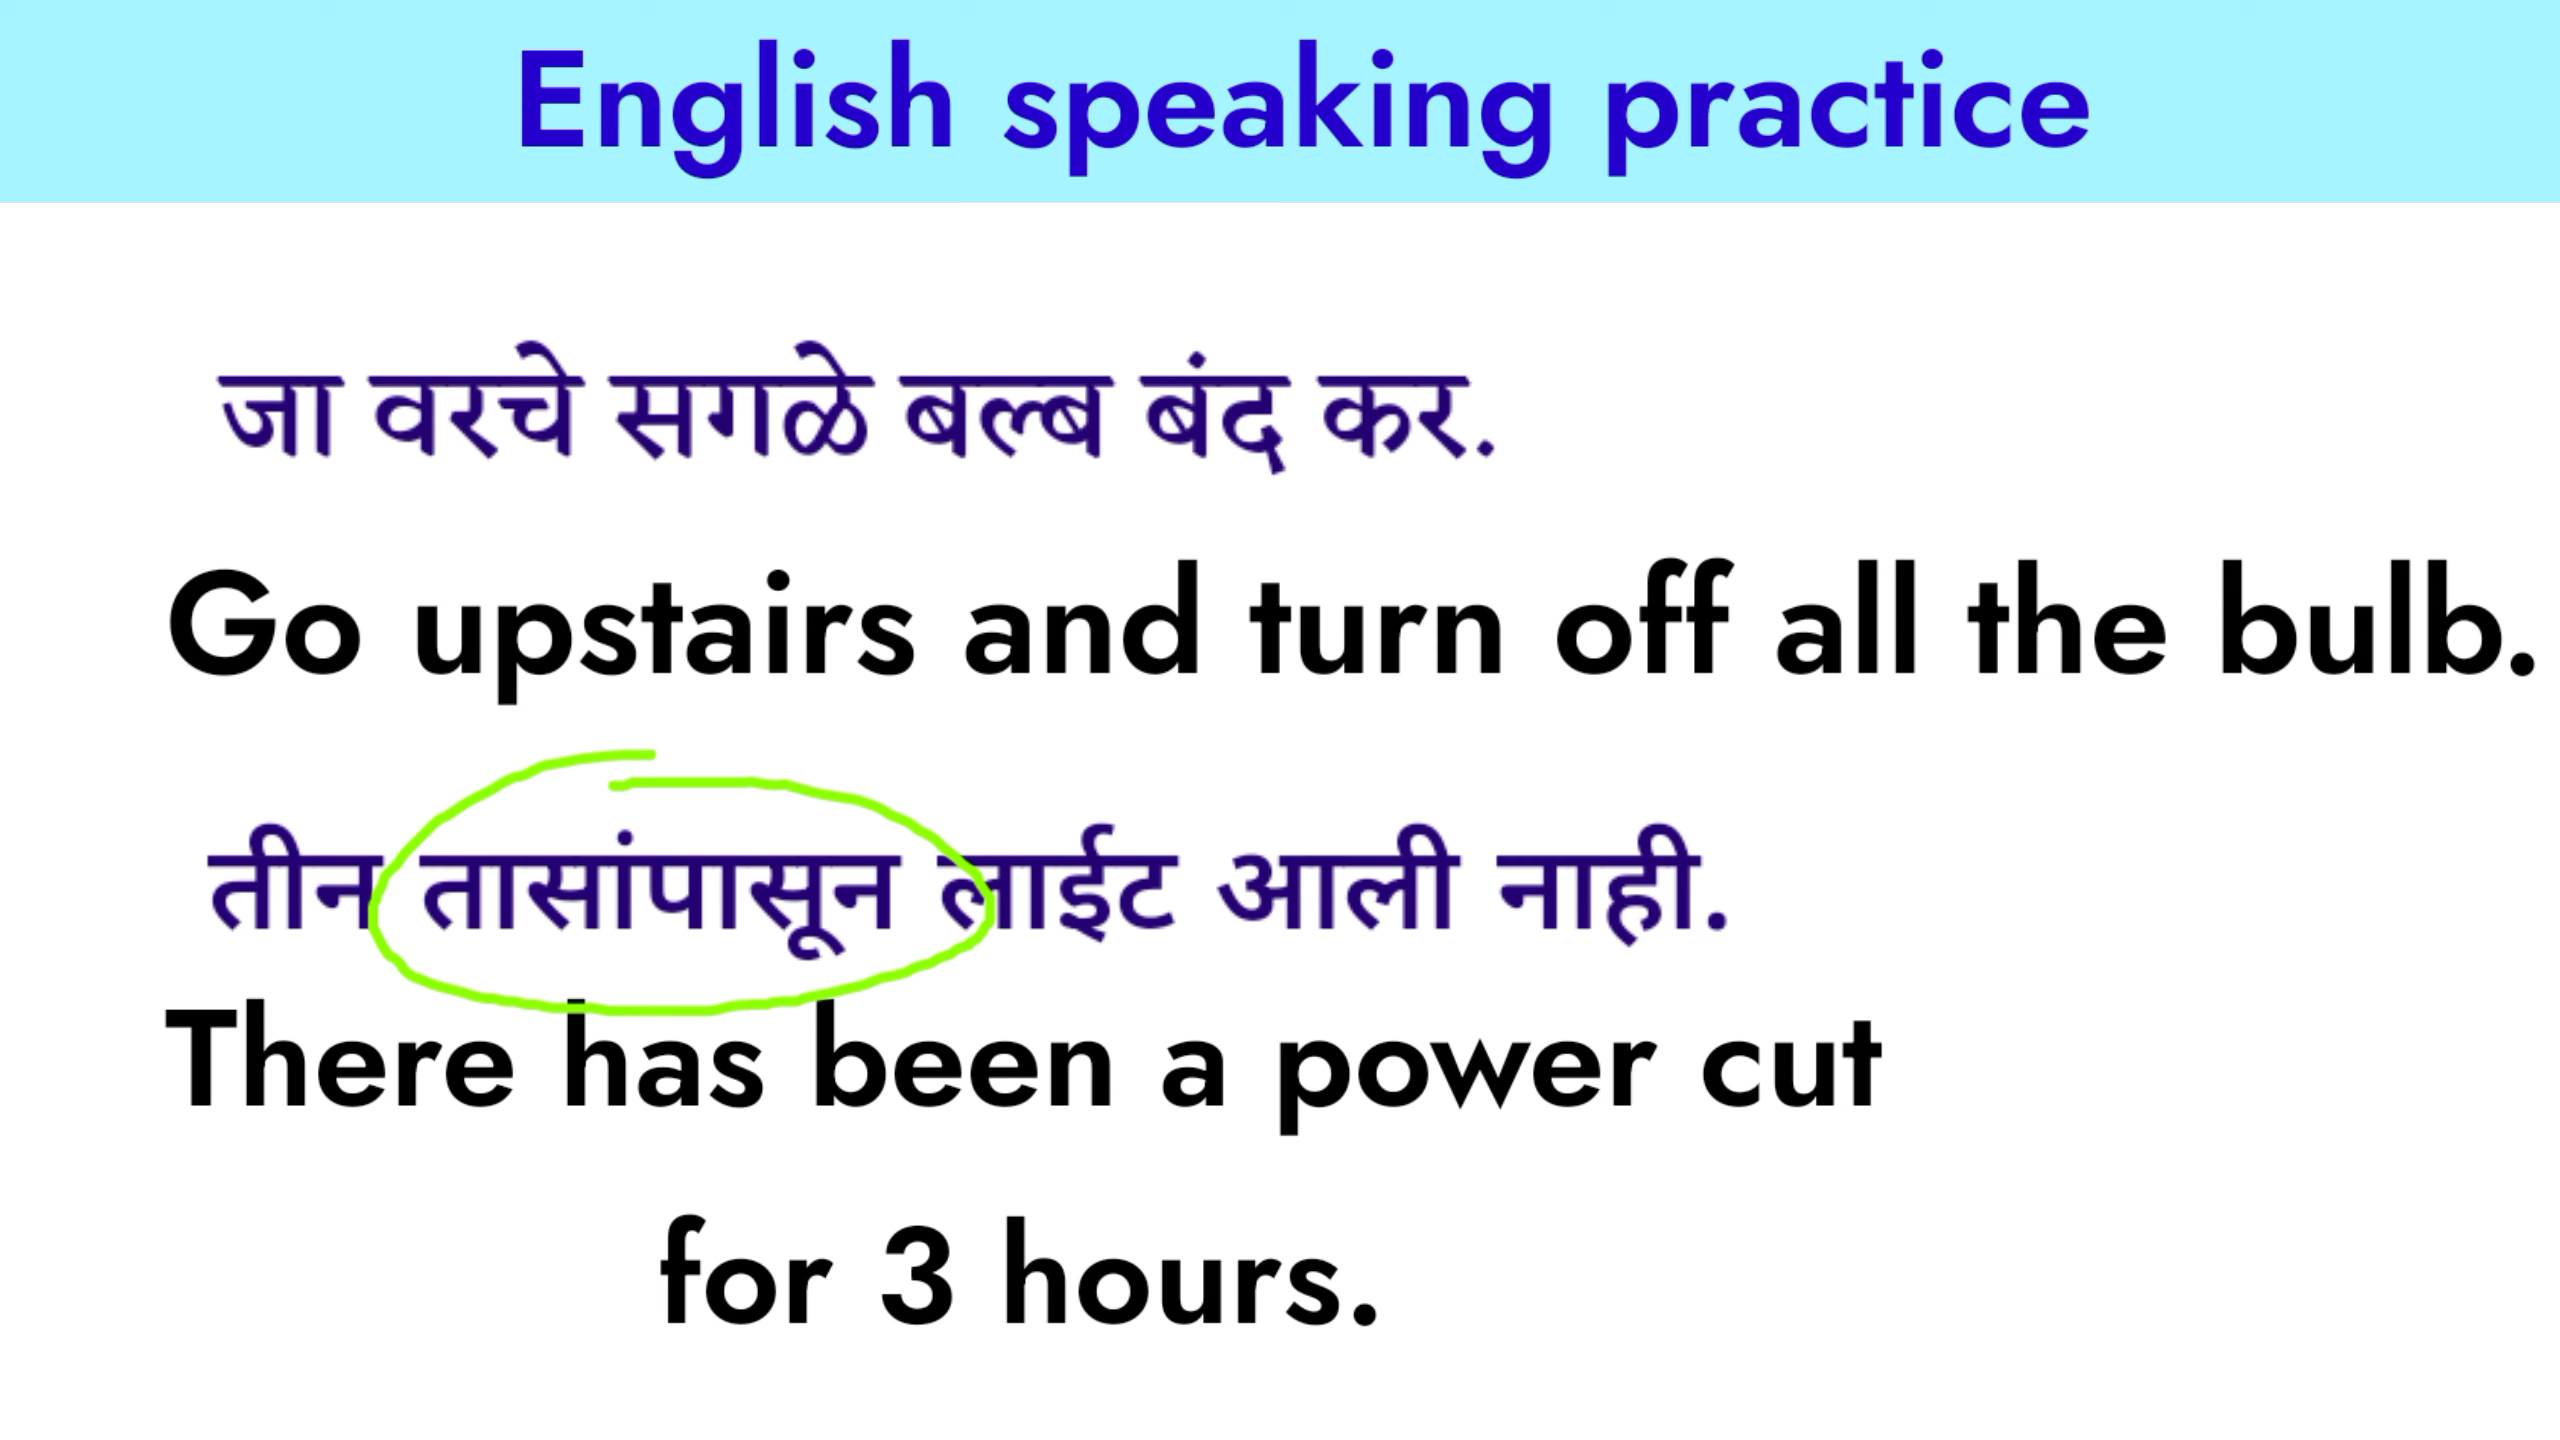 English speaking practice
जा वरचे सगळे बल्ब बंद कर.
Go upstairs and turn off all the bulb.
तीन तासांपासून लाईट आली नाही.
There has been a power cut
for 3 hours.